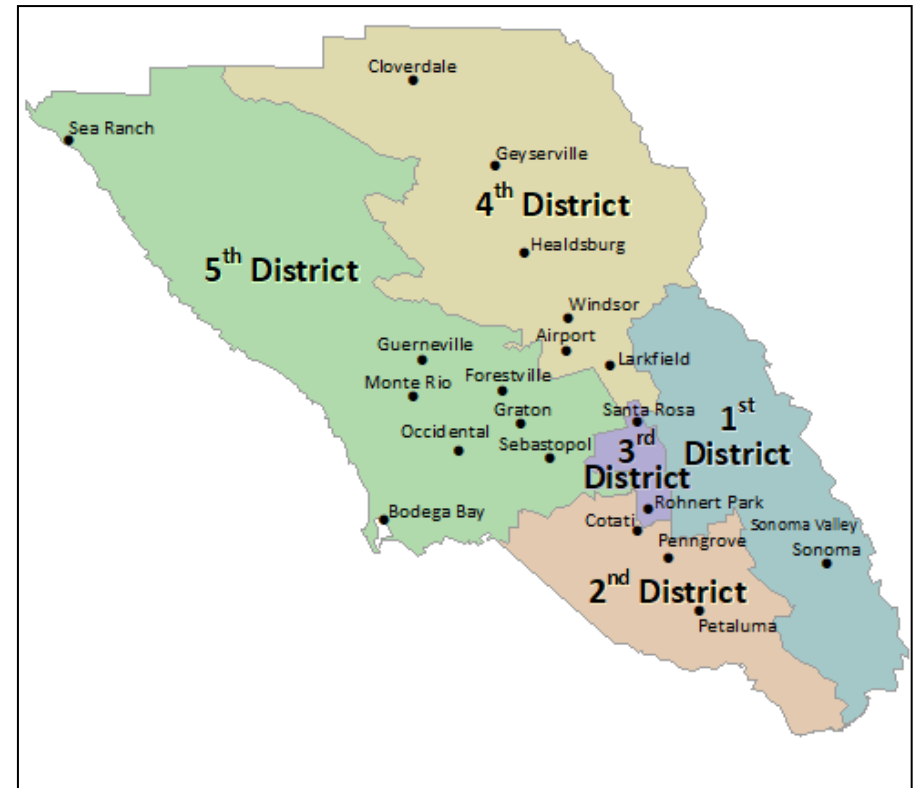 Cloverdale
Sea Ranch
Geyserville
4th District
Healdsburg
5th District
Windsor
Airport
Guerneville
Larkfield
Forestville
Monte Rio
Graton
Santa Rosa
1st
District
Occidental
Sebastopol
3rd
District
Rohnert Park
Bodega Bay
Cotati
Sonoma Valley
Penngrove
Sonoma
2nd District
Petaluma